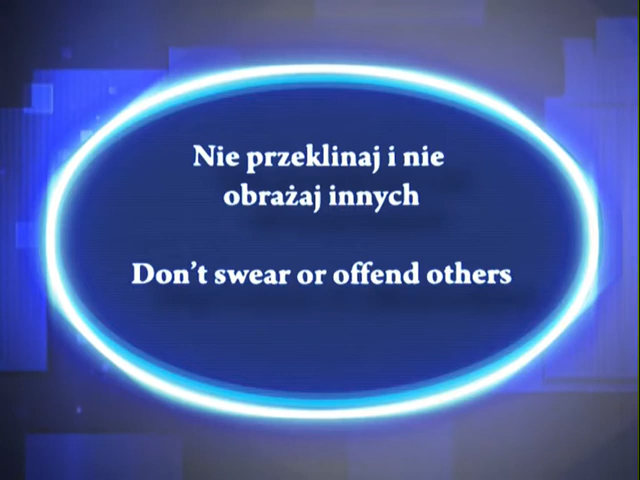 Nie przeklinaj i nie
obrażaj innych
Don't swear or offend others